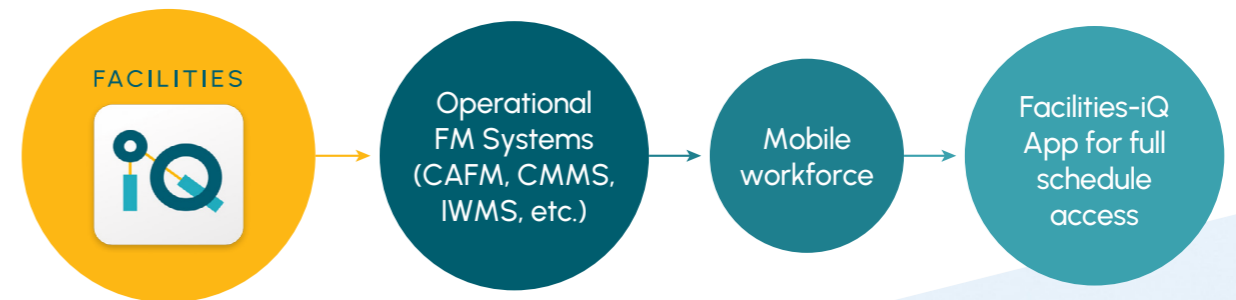 FACILITIES
iQ
Operational
FM Systems
(CAFM, CMMS,
IWMS, etc.)
Mobile
workforce
Facilities-iQ
App for full
schedule
access